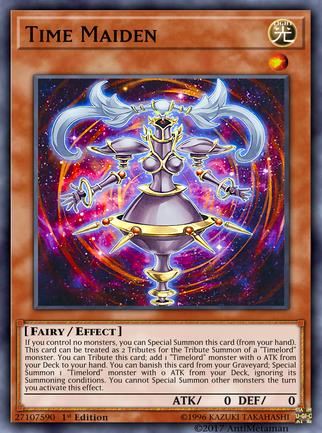 TIME MAIDEN
LIGHT
光
[ FAIRY / EFFECT ]
If you control no monsters, you can Special Summon this card (from your hand).
This card can be treated as 2 Tributes for the Tribute Summon of a "Timelord"
monster. You can Tribute this card; add 1 "Timelord" monster with 0 ATK from
your Deck to your Hand. You can banish this card from your Graveyard; Special
Summon 1 "Timelord" monster with 0 ATK from your Deck, ignoring its
Summoning conditions. You cannot Special Summon other monsters the turn
you activate this effect.
ATK/ 0 DEF/ 0
27107590 1st Edition ©1996 KAZUKI TAKAHASHI
©2017 AntiMetaman